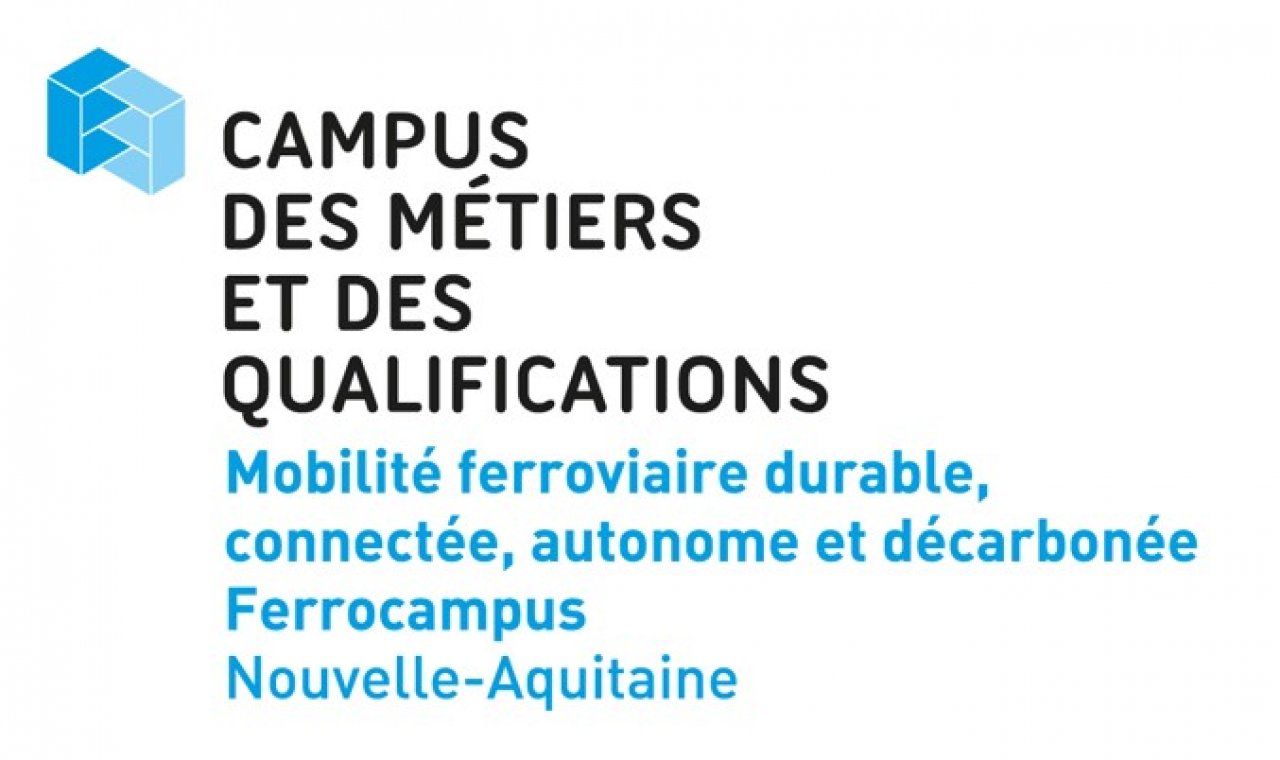 CAMPUS
DES MÉTIERS
ET DES
QUALIFICATIONS
Mobilité ferroviaire durable,
connectée, autonome et décarbonée
Ferrocampus
Nouvelle-Aquitaine